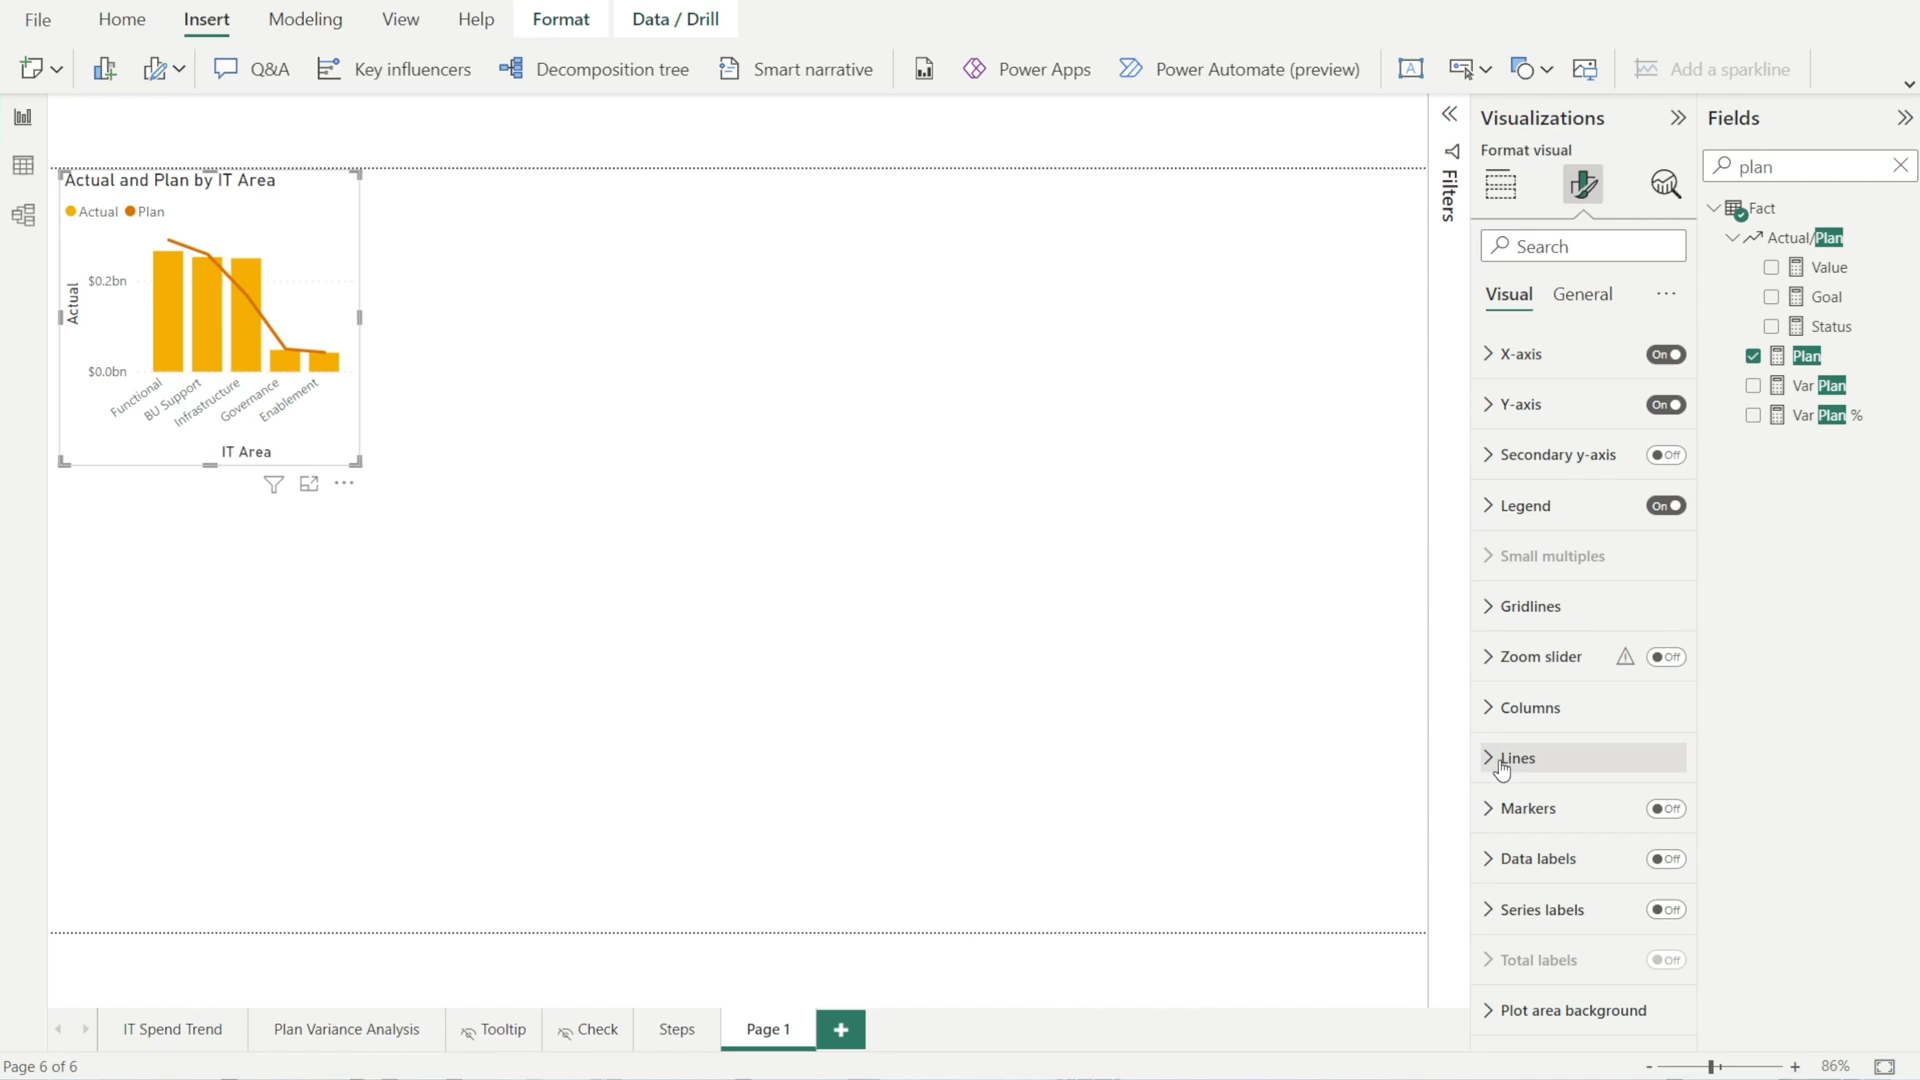 File Home Insert Modeling View Help Format Data / Drill
Q&A Key influencers Decomposition tree Smart narrative Power Apps Power Automate (preview) Add a sparkline
Actual and Plan by IT Area
Actual Plan
Actual
$0.2bn
$0.0bn
Functional
BU Support
Infrastructure
Governance
Enablement
IT Area
Filters
Visualizations
Format visual
Search
Visual General
X-axis On
Y-axis On
Secondary y-axis Off
Legend On
Small multiples
Gridlines
Zoom slider Off
Columns
Lines
Markers Off
Data labels Off
Series labels Off
Total labels Off
Plot area background
Fields
plan
Fact
Actual/Plan
Value
Goal
Status
Plan
Var Plan
Var Plan %
IT Spend Trend Plan Variance Analysis Tooltip Check Steps Page 1
Page 6 of 6
- + 86%